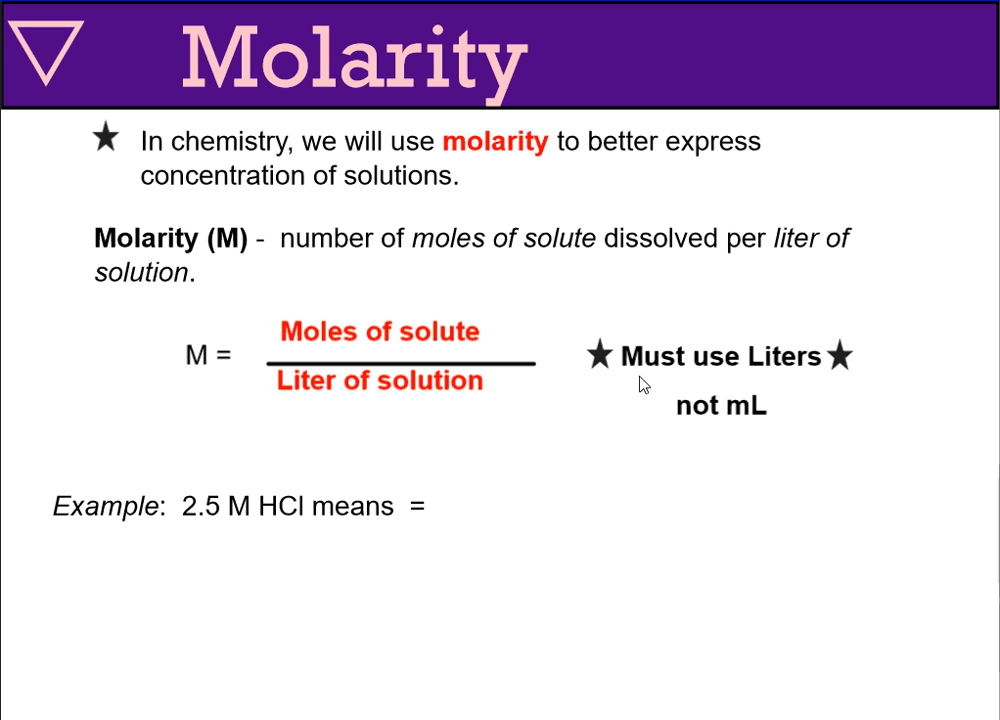 Molarity
★ In chemistry, we will use molarity to better express
concentration of solutions.
Molarity (M) - number of moles of solute dissolved per liter of
solution.
M = Moles of solute
Liter of solution
★ Must use Liters ★
not mL
Example: 2.5 M HCl means =